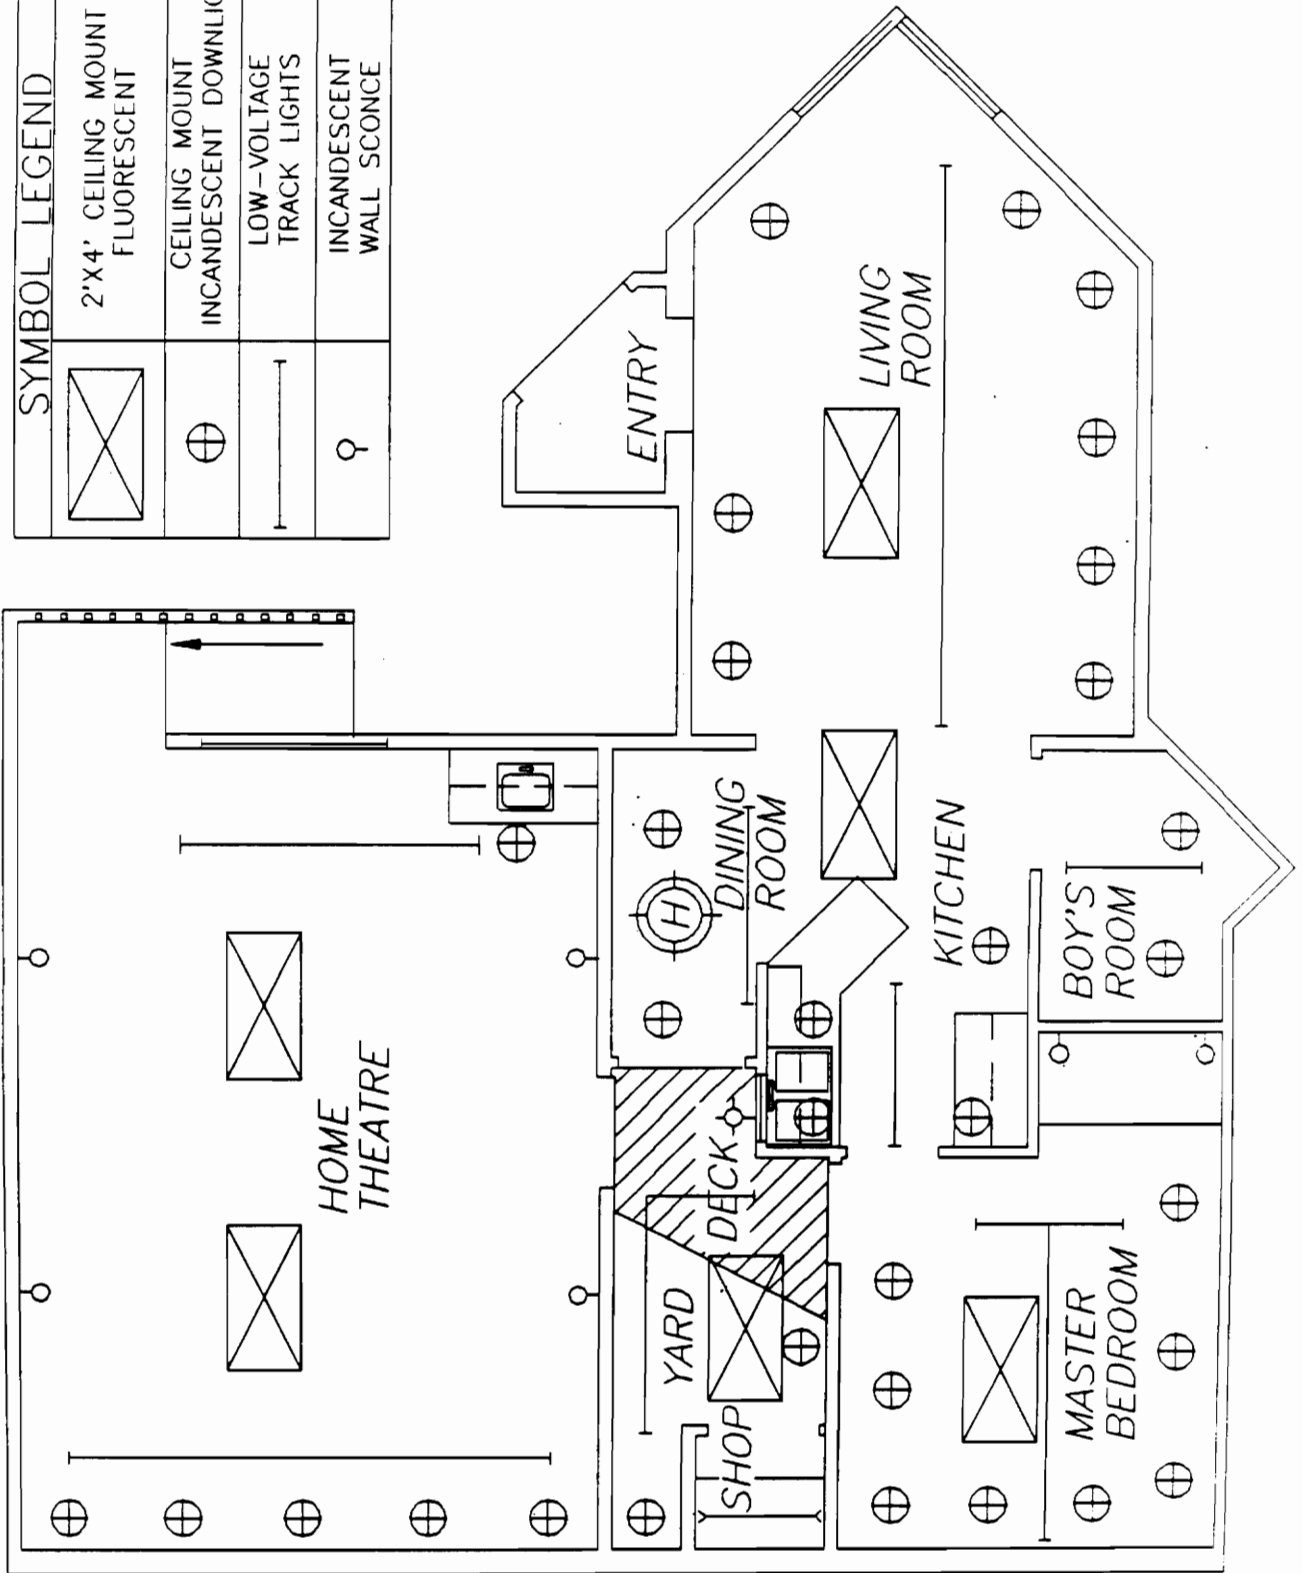 SYMBOL LEGEND
2'X4' CEILING MOUNT
FLUORESCENT
CEILING MOUNT
INCANDESCENT
LOW-VOLTAGE
TRACK LIGHTS
INCANDESCENT
WALL SCONCE
HOME
THEATRE
ENTRY
LIVING
ROOM
DINING
ROOM
H
KITCHEN
BOY'S
ROOM
DECK
YARD
SHOP
MASTER
BEDROOM